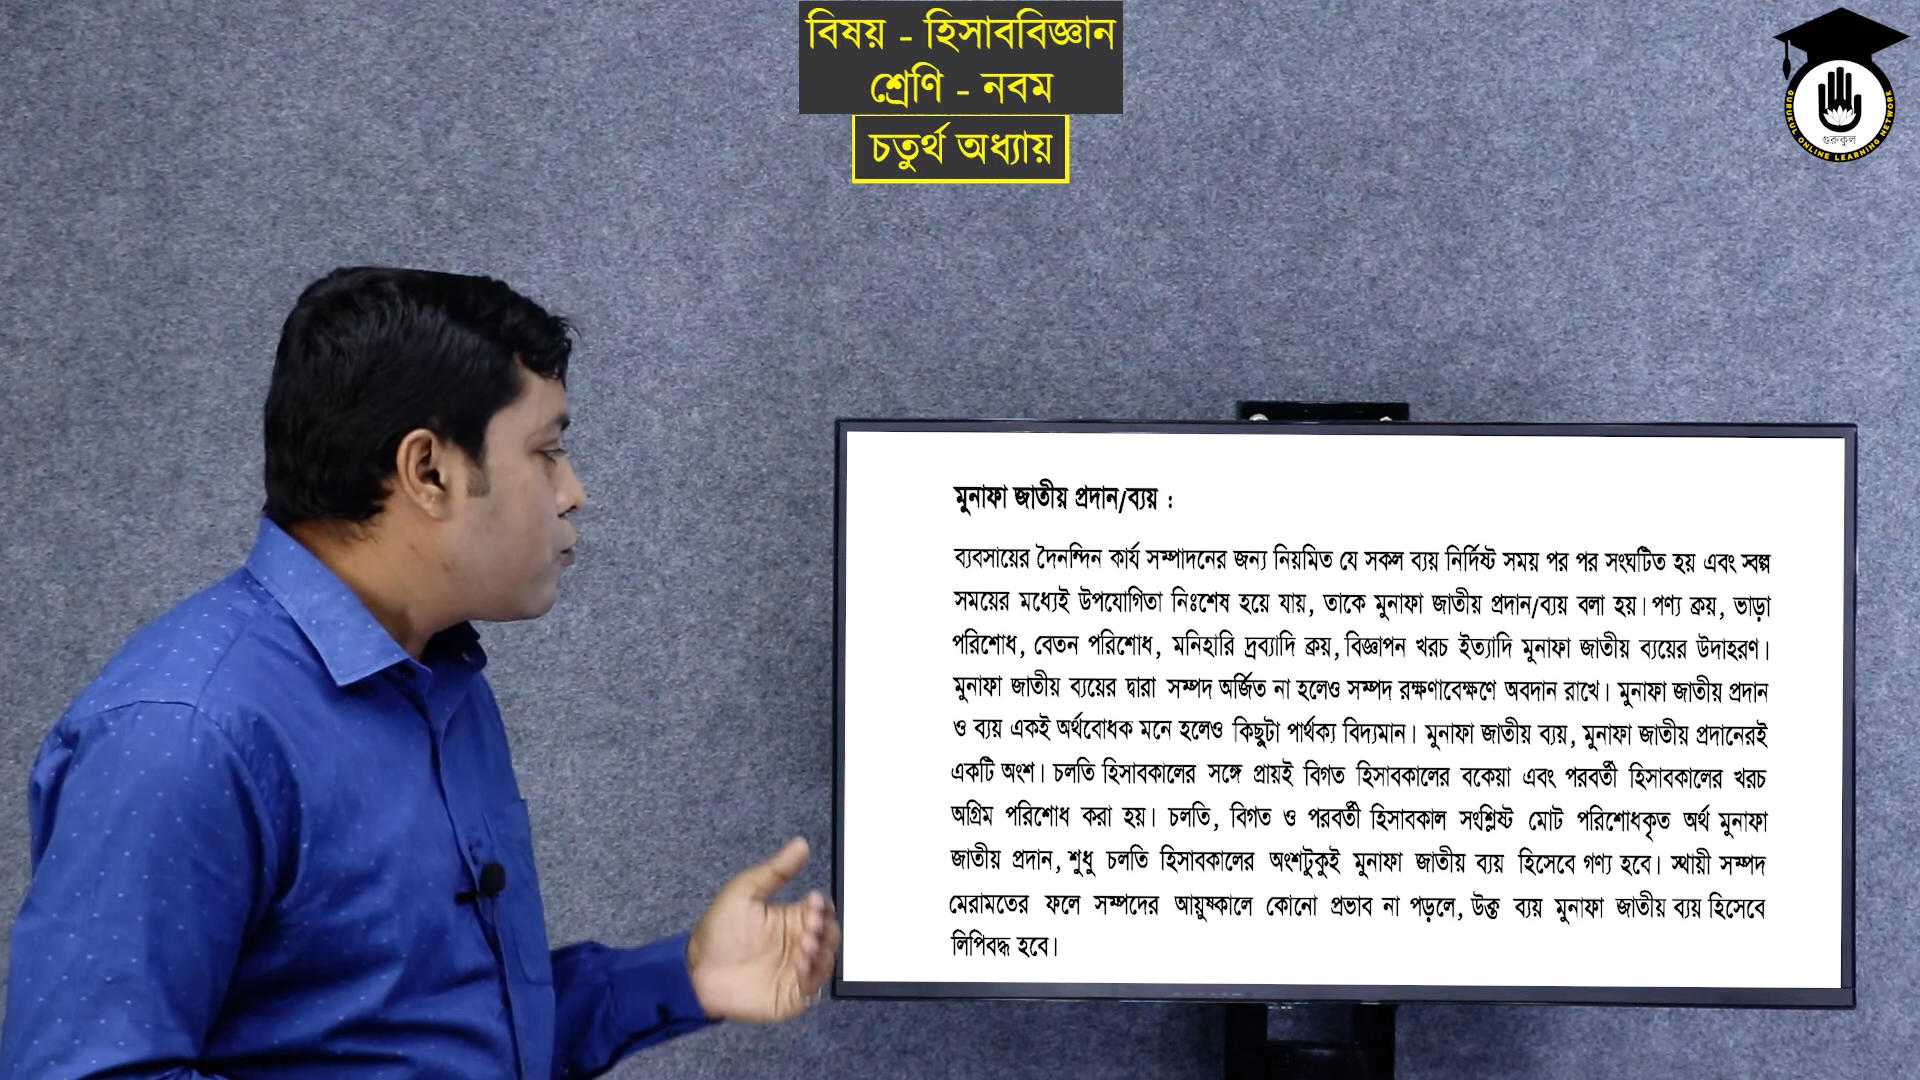 বিষয় - হিসাববিজ্ঞান
শ্রেণি - নবম
চতুর্থ অধ্যায়
GURUKUL ONLINE LEARNING NETWORK
গুরুকুল
মুনাফা জাতীয় প্রদান/ব্যয় :
ব্যবসায়ের দৈনন্দিন কার্য সম্পাদনের জন্য নিয়মিত যে সকল ব্যয় নির্দিষ্ট সময় পর পর সংঘটিত হয় এবং স্বল্প
সময়ের মধ্যেই উপযোগিতা নিঃশেষ হয়ে যায়, তাকে মুনাফা জাতীয় প্রদান/ব্যয় বলা হয়। পণ্য ক্রয়, ভাড়া
পরিশোধ, বেতন পরিশোধ, মনিহারি দ্রব্যাদি ক্রয়, বিজ্ঞাপন খরচ ইত্যাদি মুনাফা জাতীয় ব্যয়ের উদাহরণ।
মুনাফা জাতীয় ব্যয়ের দ্বারা সম্পদ অর্জিত না হলেও সম্পদ রক্ষণাবেক্ষণে অবদান রাখে। মুনাফা জাতীয় প্রদান
ও ব্যয় একই অর্থবোধক মনে হলেও কিছুটা পার্থক্য বিদ্যমান। মুনাফা জাতীয় ব্যয়, মুনাফা জাতীয় প্রদানেরই
একটি অংশ। চলতি হিসাবকালের সঙ্গে প্রায়ই বিগত হিসাবকালের বকেয়া এবং পরবর্তী হিসাবকালের খরচ
অগ্রিম পরিশোধ করা হয়। চলতি, বিগত ও পরবর্তী হিসাবকাল সংশ্লিষ্ট মোট পরিশোধকৃত অর্থ মুনাফা
জাতীয় প্রদান, শুধু চলতি হিসাবকালের অংশটুকুই মুনাফা জাতীয় ব্যয় হিসেবে গণ্য হবে। স্থায়ী সম্পদ
মেরামতের ফলে সম্পদের আয়ুষ্কালে কোনো প্রভাব না পড়লে, উক্ত ব্যয় মুনাফা জাতীয় ব্যয় হিসেবে
লিপিবদ্ধ হবে।